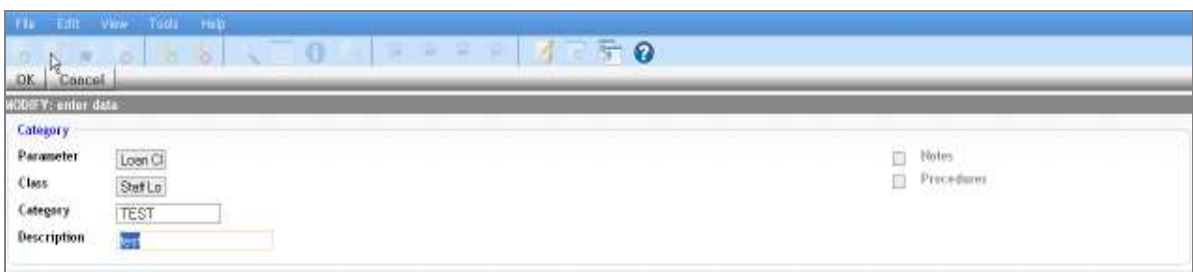 File Edit View Tools Help
OK Cancel
MODIFY: enter data
Category
Parameter Loan Cl
Notes
Class Staff Lo
Procedures
Category TEST
Description test